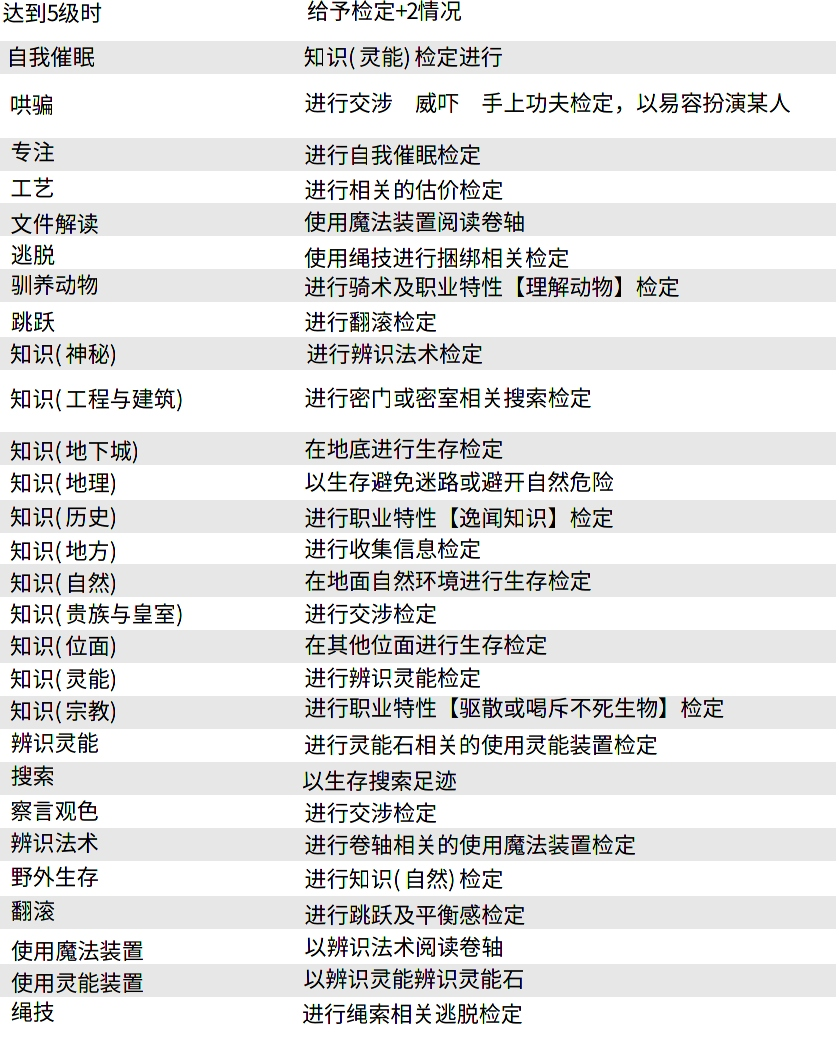 达到5级时 给予检定+2情况
自我催眠 知识(灵能)检定进行
哄骗 进行交涉 威吓 手上功夫检定，以易容扮演某人
专注 进行自我催眠检定
工艺 进行相关的估价检定
文件解读 使用魔法装置阅读卷轴
逃脱 使用绳技进行捆绑相关检定
驯养动物 进行骑术及职业特性【理解动物】检定
跳跃 进行翻滚检定
知识(神秘) 进行辨识法术检定
知识(工程与建筑) 进行密门或密室相关搜索检定
知识(地下城) 在地底进行生存检定
知识(地理) 以生存避免迷路或避开自然危险
知识(历史) 进行职业特性【逸闻知识】检定
知识(地方) 进行收集信息检定
知识(自然) 在地面自然环境进行生存检定
知识(贵族与皇室) 进行交涉检定
知识(位面) 在其他位面进行生存检定
知识(灵能) 进行辨识灵能检定
知识(宗教) 进行职业特性【驱散或喝斥不死生物】检定
辨识灵能 进行灵能石相关的使用灵能装置检定
搜索 以生存搜索足迹
察言观色 进行交涉检定
辨识法术 进行卷轴相关的使用魔法装置检定
野外生存 进行知识(自然)检定
翻滚 进行跳跃及平衡感检定
使用魔法装置 以辨识法术阅读卷轴
使用灵能装置 以辨识灵能辨识灵能石
绳技 进行绳索相关逃脱检定